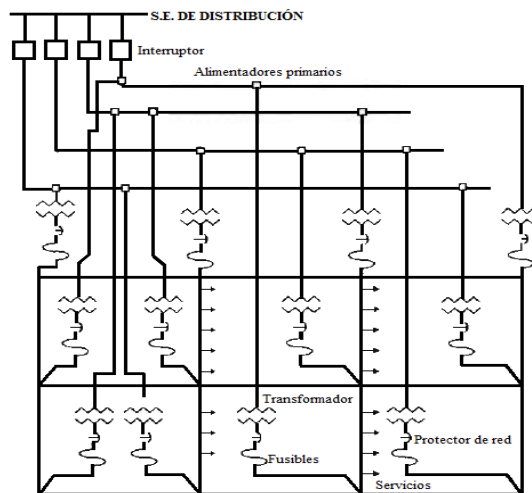 S.E. DE DISTRIBUCIÓN
Interruptor
Alimentadores primarios
Transformador
Protector de red
Fusibles
Servicios